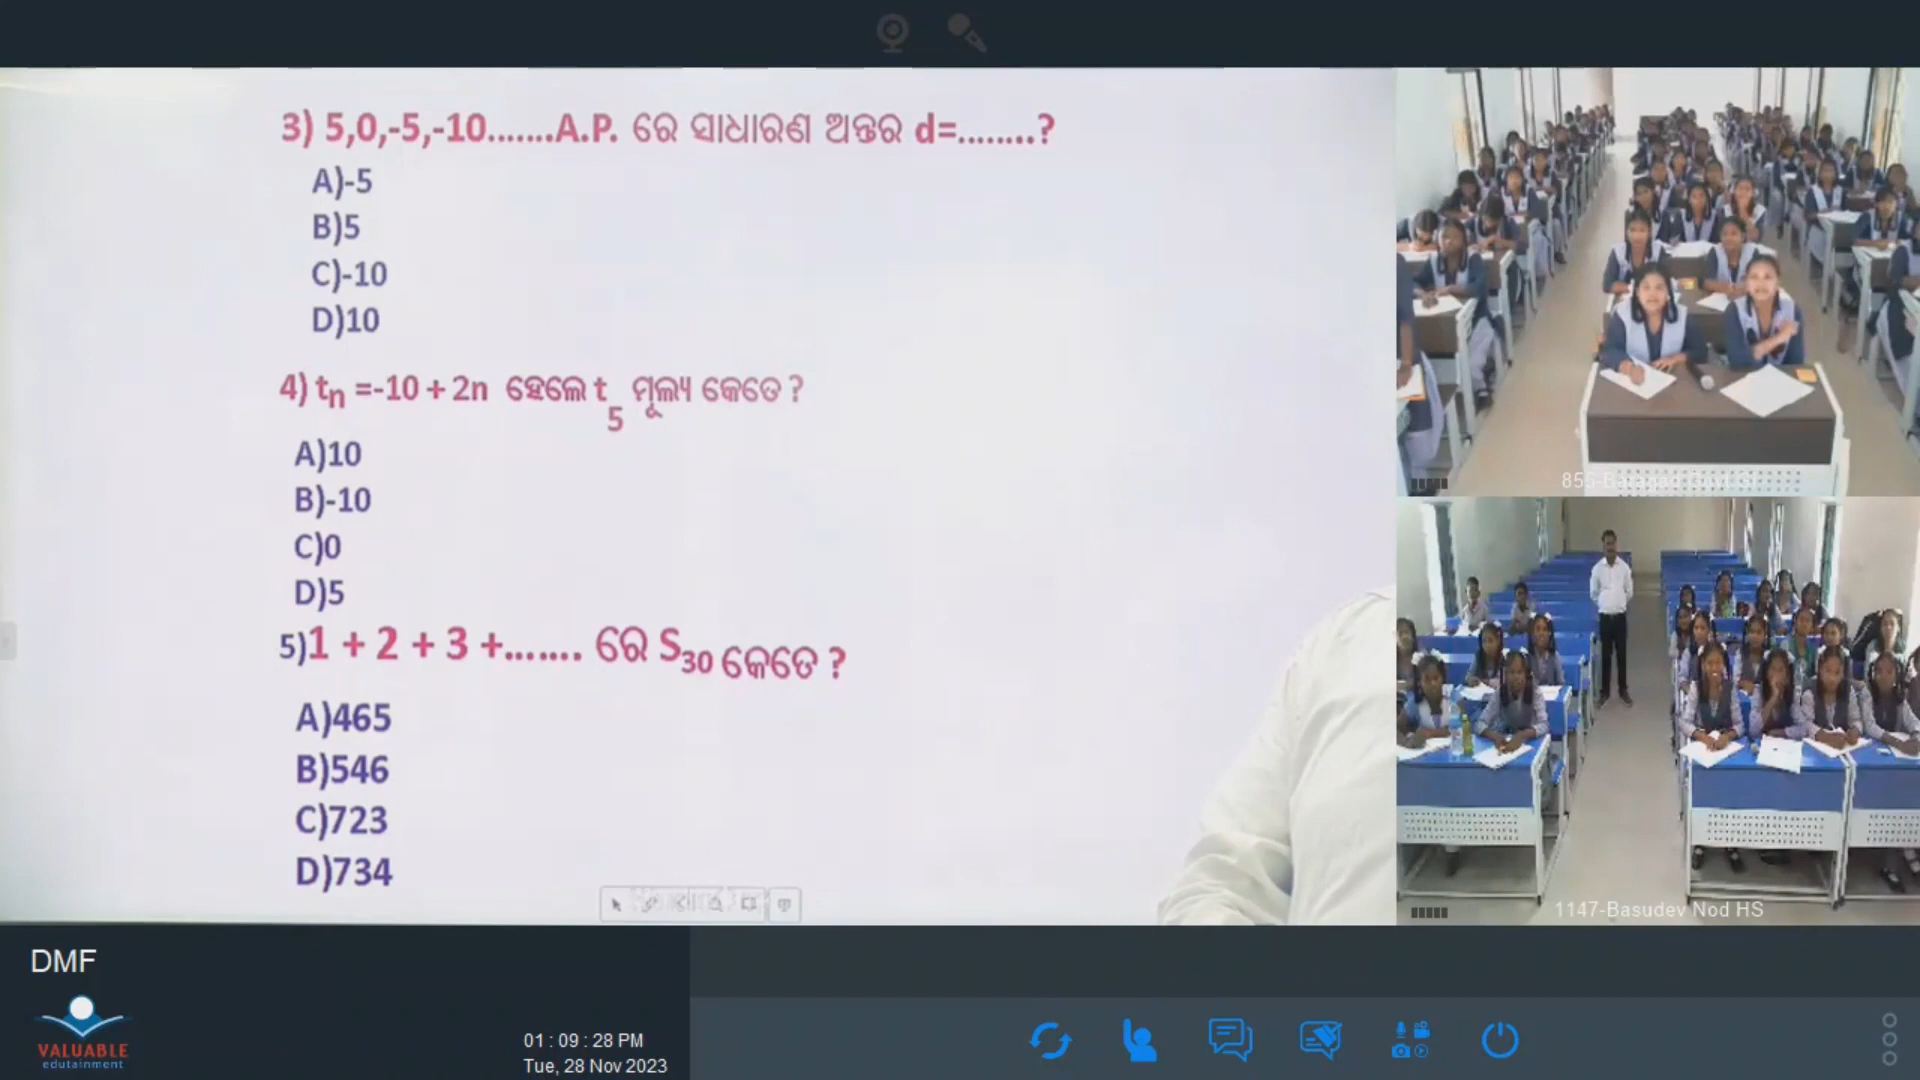 3) 5,0,-5,-10.......A.P. ରେ ସାଧାରଣ ଅନ୍ତର d=........?
A)-5
B)5
C)-10
D)10
4) tn =-10 + 2n ହେଲେ t5 ମୂଲ୍ୟ କେତେ ?
A)10
B)-10
C)0
D)5
5)1 + 2 + 3 +....... ରେ S30 କେତେ ?
A)465
B)546
C)723
D)734
1147-Basudev Nod HS
DMF
VALUABLE
edutainment
01 : 09 : 28 PM
Tue, 28 Nov 2023